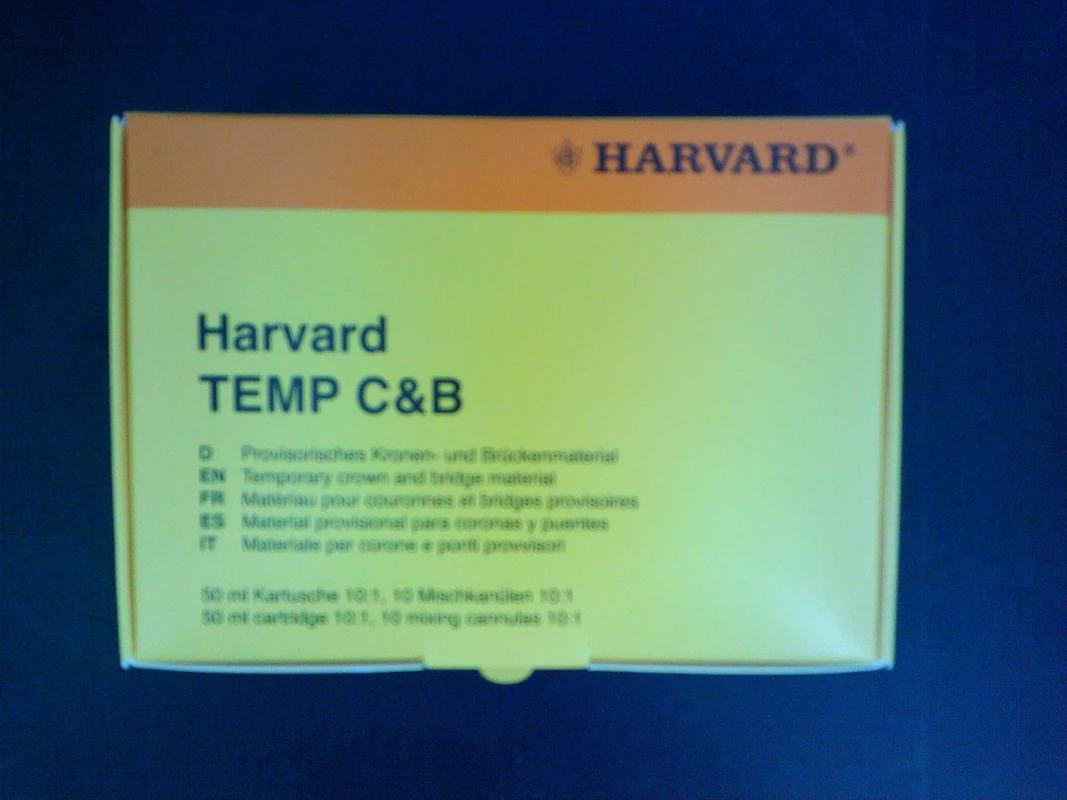 HARVARD®
Harvard
TEMP C&B
D Provisorisches Kronen- und Brückenmaterial
EN Temporary crown and bridge material
FR Matériau pour couronnes et bridges provisoires
ES Material provisional para coronas y puentes
IT Materiale per corone e ponti provvisori
50 ml Kartusche 10:1, 10 Mischkanülen 10:1
50 ml cartridge 10:1, 10 mixing cannulas 10:1